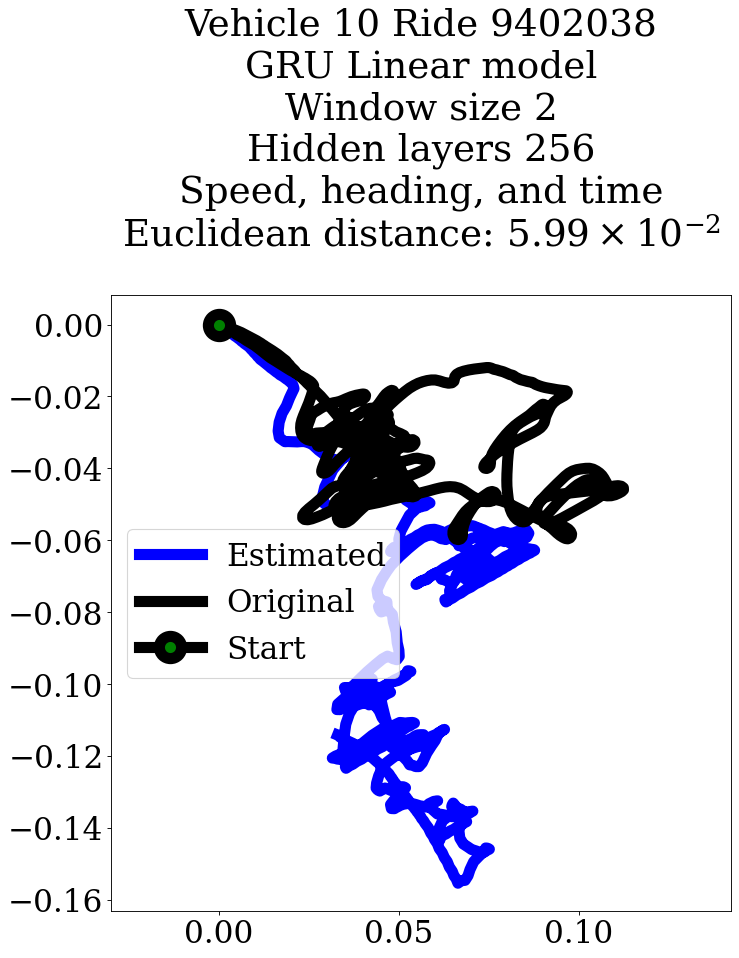 Vehicle 10 Ride 9402038
GRU Linear model
Window size 2
Hidden layers 256
Speed, heading, and time
Euclidean distance: 5.99 × 10⁻²
0.00
−0.02
−0.04
−0.06
−0.08
−0.10
−0.12
−0.14
−0.16
Estimated
Original
Start
0.00 0.05 0.10